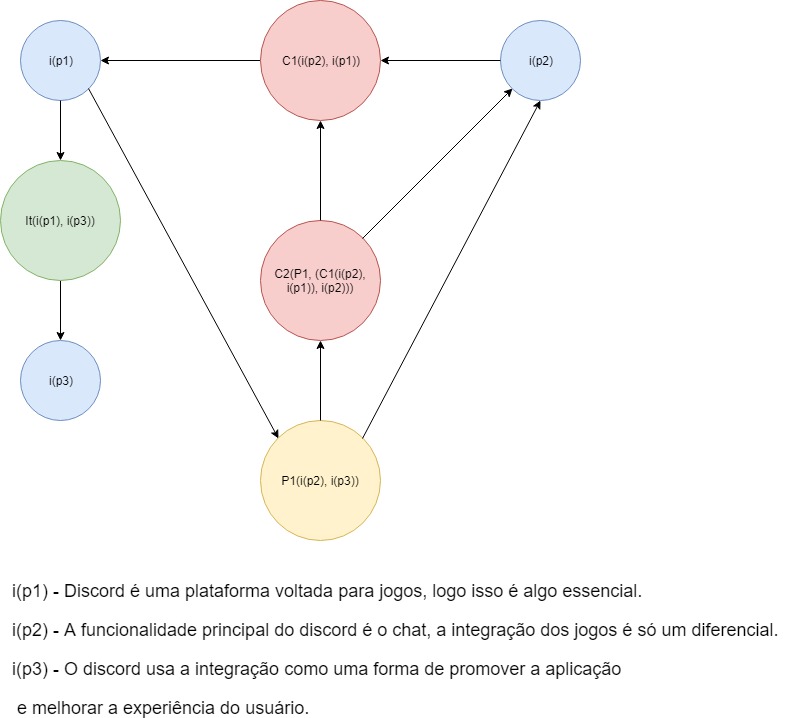 i(p1)
C1(i(p2), i(p1))
i(p2)
It(i(p1), i(p3))
C2(P1, (C1(i(p2),
i(p1)), i(p2)))
i(p3)
P1(i(p2), i(p3))
i(p1) - Discord é uma plataforma voltada para jogos, logo isso é algo essencial.
i(p2) - A funcionalidade principal do discord é o chat, a integração dos jogos é só um diferencial.
i(p3) - O discord usa a integração como uma forma de promover a aplicação
e melhorar a experiência do usuário.